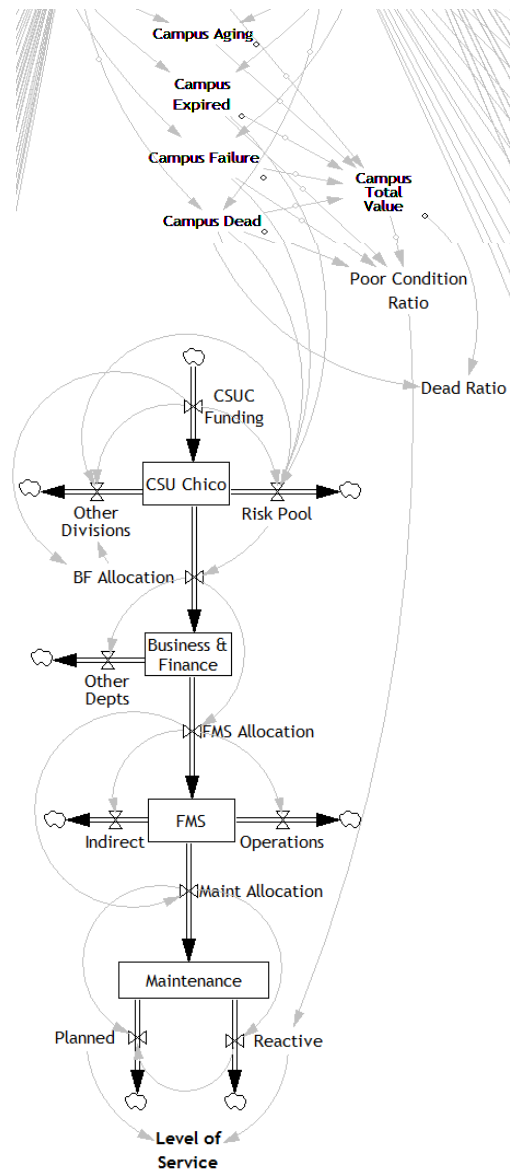 Campus Aging
Campus
Expired
Campus Failure
Campus
Total
Value
Campus Dead
Poor Condition
Ratio
Dead Ratio
CSUC
Funding
CSU Chico
Other
Divisions
Risk Pool
BF Allocation
Business &
Finance
Other
Depts
FMS Allocation
FMS
Indirect
Operations
Maint Allocation
Maintenance
Planned
Reactive
Level of
Service